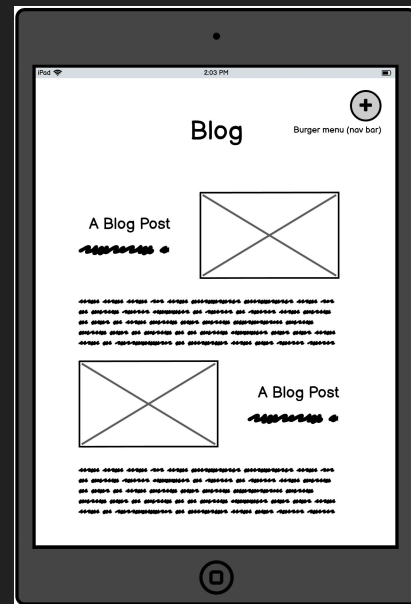 iPad 2:03 PM
Burger menu (nav bar)
Blog
A Blog Post
A Blog Post